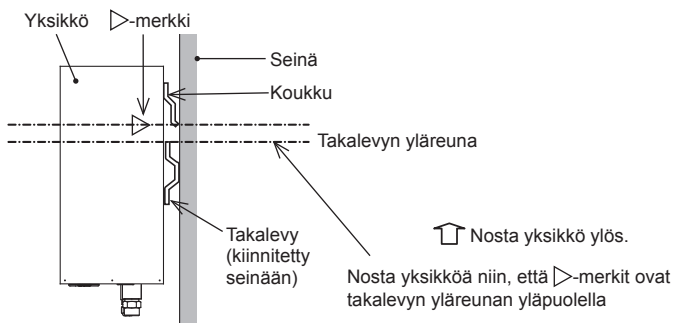 Yksikkö
▷-merkki
Seinä
Koukku
Takalevyn yläreuna
Takalevy
(kiinnitetty
seinään)
Nosta yksikkö ylös.
Nosta yksikköä niin, että ▷-merkit ovat
takalevyn yläreunan yläpuolella